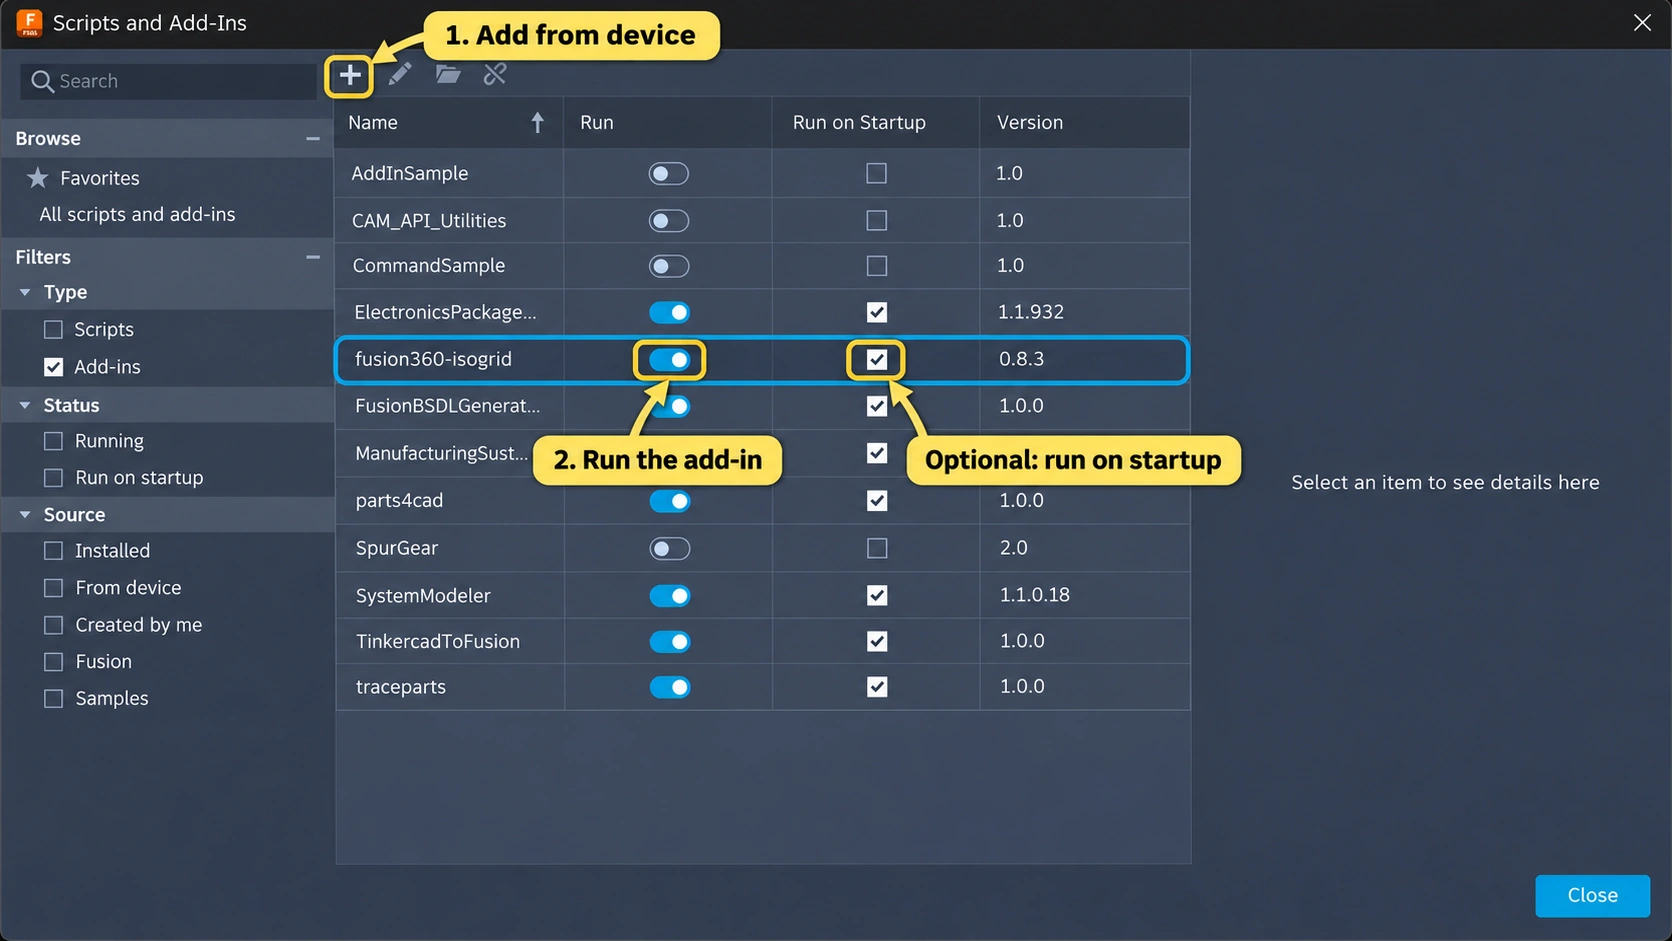 F
Scripts and Add-Ins
1. Add from device
Search
Browse
Favorites
All scripts and add-ins
Filters
Type
Scripts
Add-ins
Status
Running
Run on startup
Source
Installed
From device
Created by me
Fusion
Samples
Name Run Run on Startup Version
AddInSample 1.0
CAM_API_Utilities 1.0
CommandSample 1.0
ElectronicsPackage... 1.1.932
fusion360-isogrid 0.8.3
FusionBSDLGenerat... 1.0.0
ManufacturingSust...
2. Run the add-in
Optional: run on startup
parts4cad 1.0.0
SpurGear 2.0
SystemModeler 1.1.0.18
TinkercadToFusion 1.0.0
traceparts 1.0.0
Select an item to see details here
Close